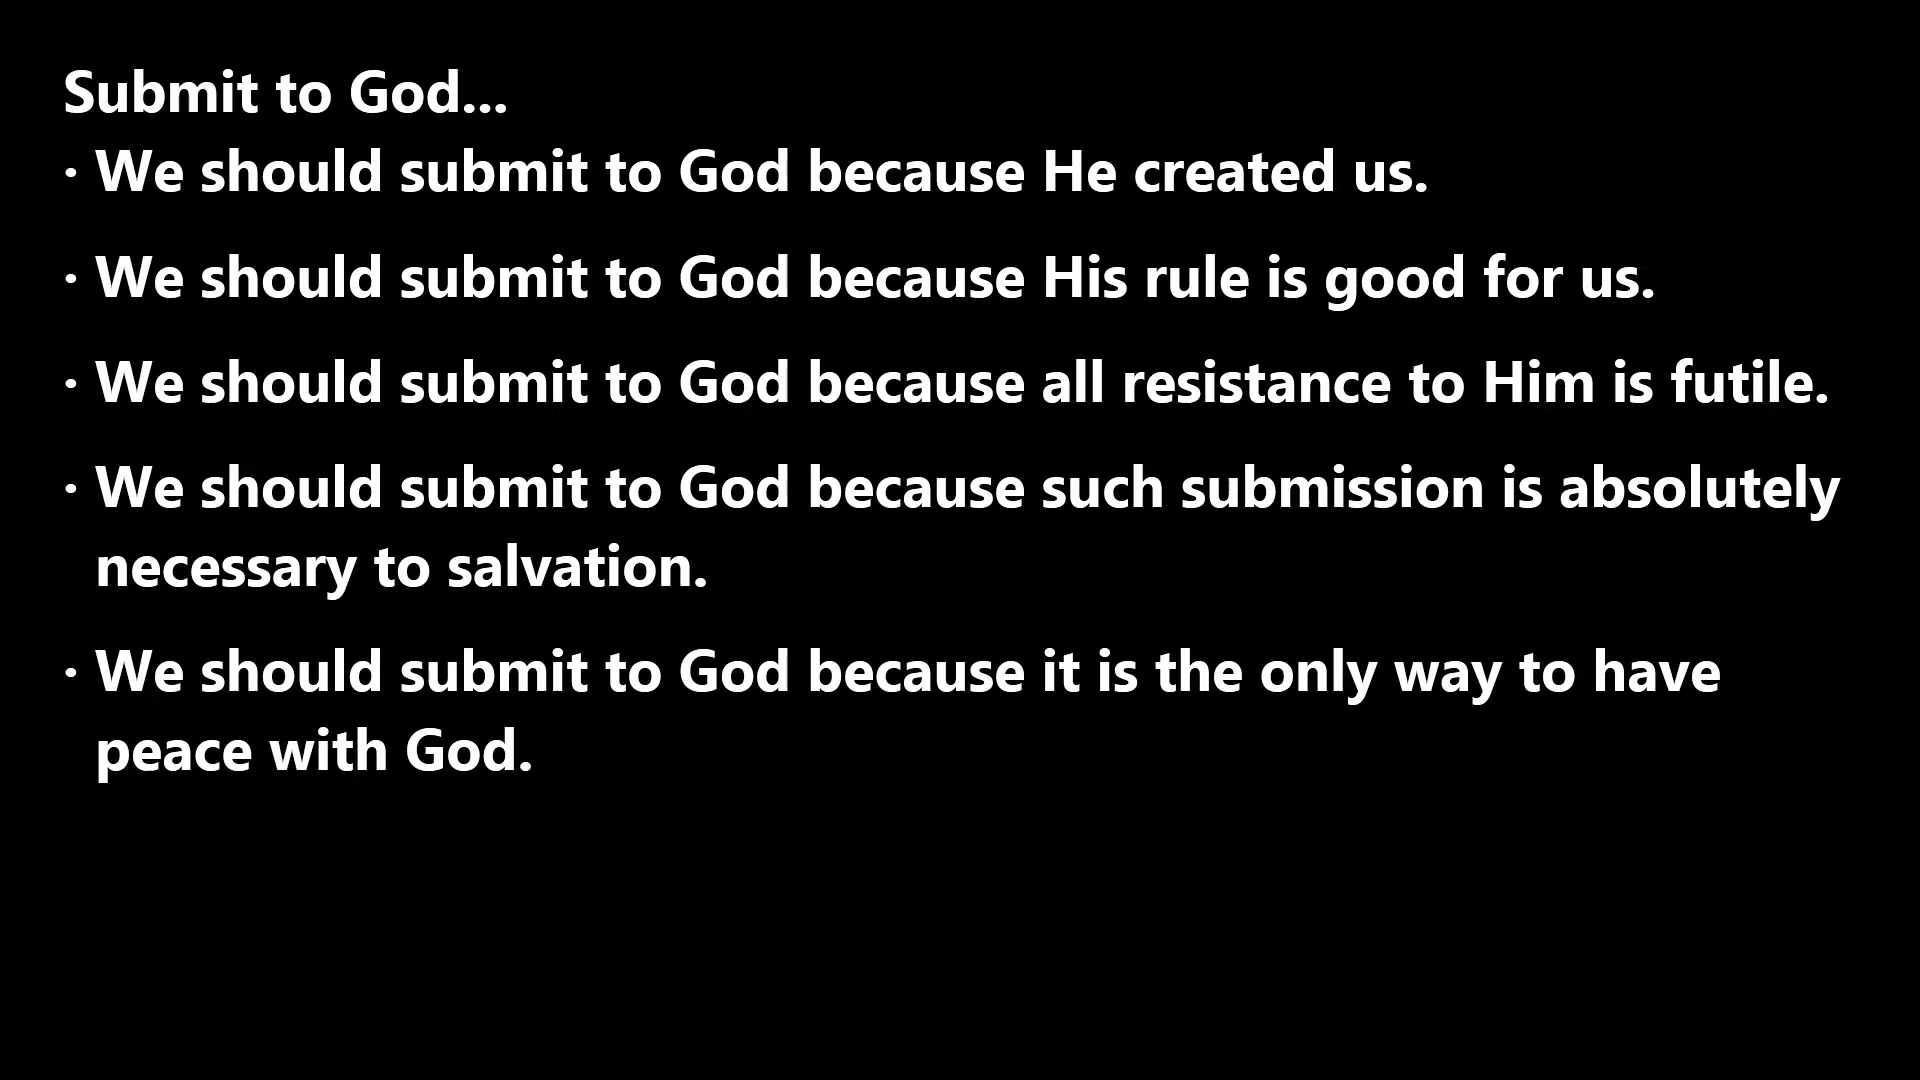 Submit to God...
· We should submit to God because He created us.
· We should submit to God because His rule is good for us.
· We should submit to God because all resistance to Him is futile.
· We should submit to God because such submission is absolutely
necessary to salvation.
· We should submit to God because it is the only way to have
peace with God.